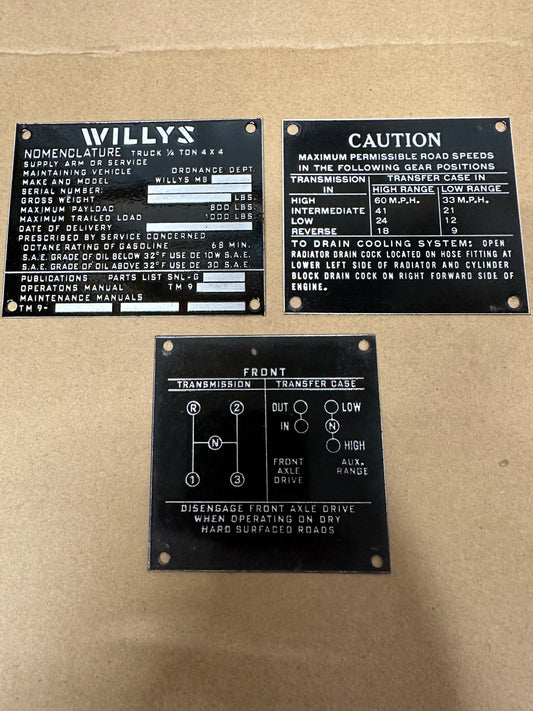 WILLYS
NOMENCLATURE TRUCK ¼ TON 4 X 4
SUPPLY ARM OR SERVICE
MAINTAINING VEHICLE ORDNANCE DEPT.
MAKE AND MODEL WILLYS MB
SERIAL NUMBER:
GROSS WEIGHT LBS.
MAXIMUM PAYLOAD 800 LBS.
MAXIMUM TRAILED LOAD 1000 LBS
DATE OF DELIVERY
PRESCRIBED BY SERVICE CONCERNED
OCTANE RATING OF GASOLINE 68 MIN.
S.A.E. GRADE OF OIL BELOW 32° F USE 10W S.A.E.
S.A.E. GRADE OF OIL ABOVE 32° F USE 30 S.A.E.
PUBLICATIONS PARTS LIST SNL-G
OPERATONS MANUAL TM 9
MAINTENANCE MANUALS
TM 9-
CAUTION
MAXIMUM PERMISSIBLE ROAD SPEEDS
IN THE FOLLOWING GEAR POSITIONS
TRANSMISSION IN TRANSFER CASE IN
HIGH RANGE LOW RANGE
HIGH 60 M.P.H. 33 M.P.H.
INTERMEDIATE 41 21
LOW 24 12
REVERSE 18 9
TO DRAIN COOLING SYSTEM: OPEN
RADIATOR DRAIN COCK LOCATED ON HOSE FITTING AT
LOWER LEFT SIDE OF RADIATOR AND CYLINDER
BLOCK DRAIN COCK ON RIGHT FORWARD SIDE OF
ENGINE.
FRONT
TRANSMISSION TRANSFER CASE
R 2 OUT LOW
N IN N
HIGH
1 3
FRONT AXLE DRIVE AUX. RANGE
DISENGAGE FRONT AXLE DRIVE
WHEN OPERATING ON DRY
HARD SURFACED ROADS